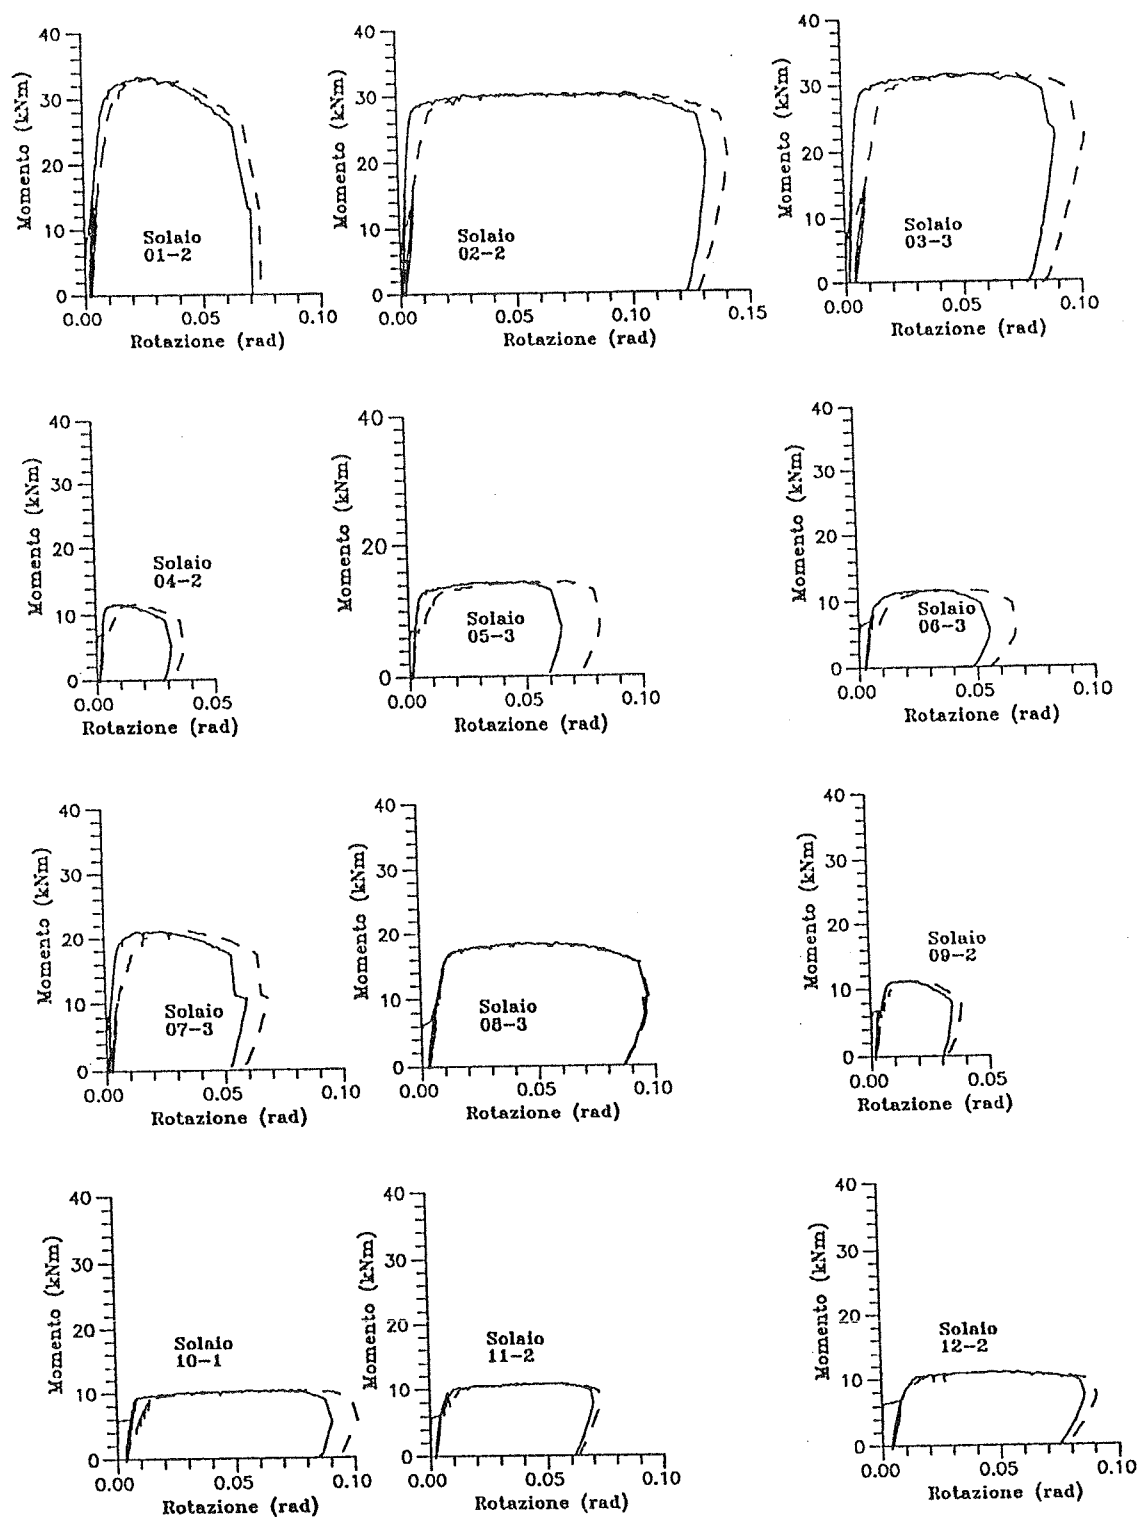 40
30
20
10
0
Momento (kNm)
Solaio
01-2
0.00
0.05
0.10
Rotazione (rad)
40
30
20
10
0
Momento (kNm)
Solaio
02-2
0.00
0.05
0.10
0.15
Rotazione (rad)
40
30
20
10
0
Momento (kNm)
Solaio
03-3
0.00
0.05
0.10
Rotazione (rad)
40
30
20
10
0
Momento (kNm)
Solaio
04-2
0.00
0.05
Rotazione (rad)
40
20
0
Momento (kNm)
Solaio
05-3
0.00
0.05
0.10
Rotazione (rad)
40
30
20
10
0
Momento (kNm)
Solaio
06-3
0.00
0.05
0.10
Rotazione (rad)
40
30
20
10
0
Momento (kNm)
Solaio
07-3
0.00
0.05
0.10
Rotazione (rad)
40
30
20
10
0
Momento (kNm)
Solaio
08-3
0.00
0.05
0.10
Rotazione (rad)
40
30
20
10
0
Momento (kNm)
Solaio
09-2
0.00
0.05
Rotazione (rad)
40
30
20
10
0
Momento (kNm)
Solaio
10-1
0.00
0.05
0.10
Rotazione (rad)
40
30
20
10
0
Momento (kNm)
Solaio
11-2
0.00
0.05
0.10
Rotazione (rad)
40
30
20
10
0
Momento (kNm)
Solaio
12-2
0.00
0.05
0.10
Rotazione (rad)